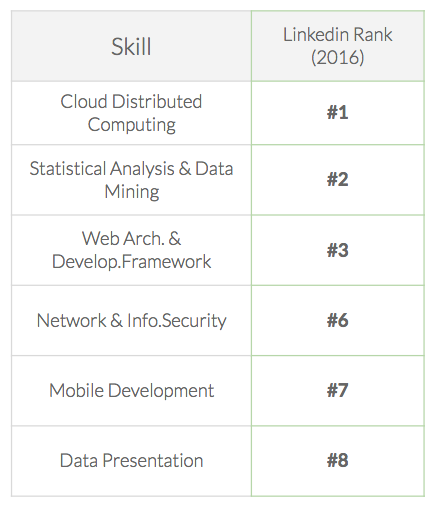 Skill
Linkedin Rank
(2016)
Cloud Distributed
Computing
#1
Statistical Analysis & Data
Mining
#2
Web Arch. &
Develop.Framework
#3
Network & Info.Security
#6
Mobile Development
#7
Data Presentation
#8